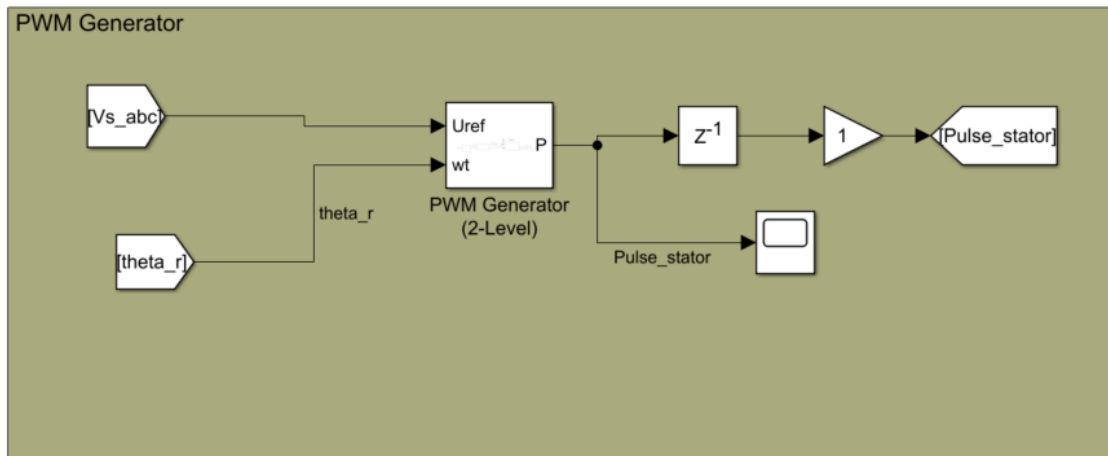 PWM Generator
[Vs_abc]
Uref
wt
P
PWM Generator
(2-Level)
theta_r
[theta_r]
Z-1
1
[Pulse_stator]
Pulse_stator